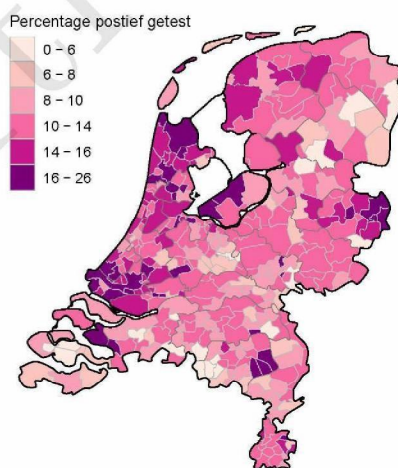 Percentage postief getest
0 – 6
6 – 8
8 – 10
10 – 14
14 – 16
16 – 26